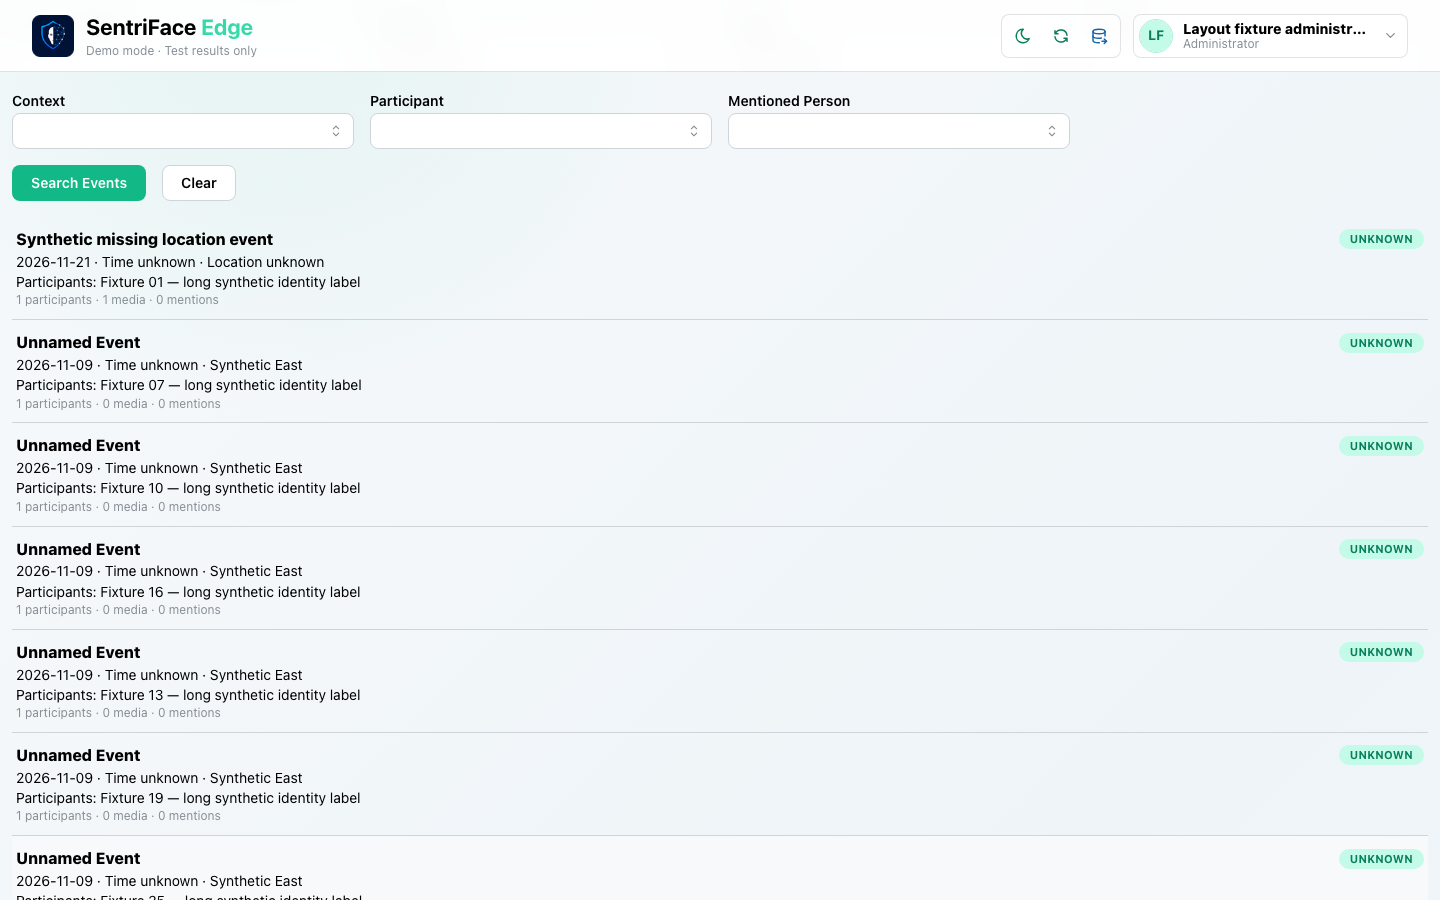 SentriFace Edge
Demo mode · Test results only
LF
Layout fixture administr...
Administrator
Context
Participant
Mentioned Person
Search Events
Clear
Synthetic missing location event
UNKNOWN
2026-11-21 · Time unknown · Location unknown
Participants: Fixture 01 — long synthetic identity label
1 participants · 1 media · 0 mentions
Unnamed Event
UNKNOWN
2026-11-09 · Time unknown · Synthetic East
Participants: Fixture 07 — long synthetic identity label
1 participants · 0 media · 0 mentions
Unnamed Event
UNKNOWN
2026-11-09 · Time unknown · Synthetic East
Participants: Fixture 10 — long synthetic identity label
1 participants · 0 media · 0 mentions
Unnamed Event
UNKNOWN
2026-11-09 · Time unknown · Synthetic East
Participants: Fixture 16 — long synthetic identity label
1 participants · 0 media · 0 mentions
Unnamed Event
UNKNOWN
2026-11-09 · Time unknown · Synthetic East
Participants: Fixture 13 — long synthetic identity label
1 participants · 0 media · 0 mentions
Unnamed Event
UNKNOWN
2026-11-09 · Time unknown · Synthetic East
Participants: Fixture 19 — long synthetic identity label
1 participants · 0 media · 0 mentions
Unnamed Event
UNKNOWN
2026-11-09 · Time unknown · Synthetic East
Participants: Fixture — long synthetic identity label